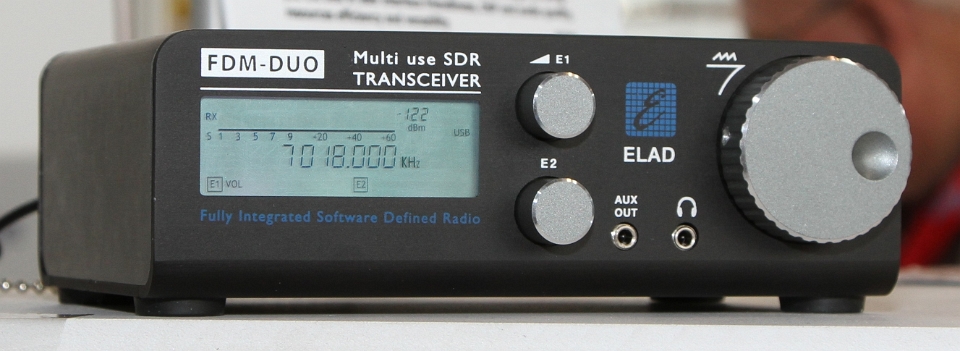 FDM-DUO
Multi use SDR
TRANSCEIVER
RX
-122
dBm
S 1 3 5 7 9 +20 +40 +60
USB
7018.000 KHz
E1 VOL
E2
Fully Integrated Software Defined Radio
E1
E2
ELAD
AUX
OUT